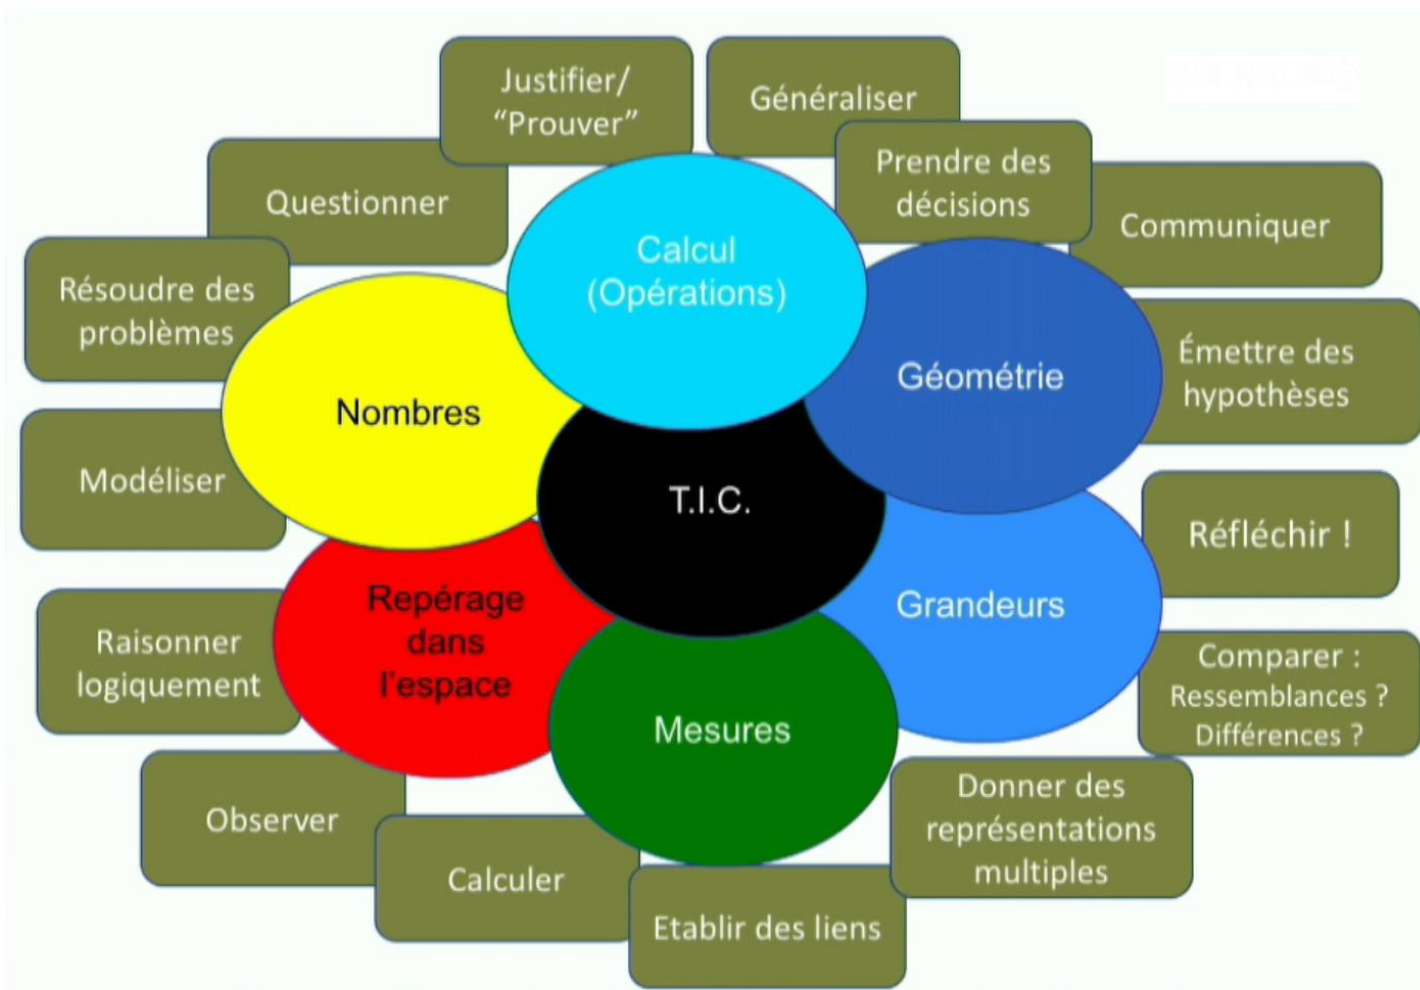 Justifier/
“Prouver”
Généraliser
Prendre des
décisions
Questionner
Communiquer
Calcul
(Opérations)
Résoudre des
problèmes
Émettre des
hypothèses
Géométrie
Nombres
Modéliser
T.I.C.
Réfléchir !
Repérage
dans
l’espace
Grandeurs
Raisonner
logiquement
Comparer :
Ressemblances ?
Différences ?
Mesures
Observer
Donner des
représentations
multiples
Calculer
Etablir des liens